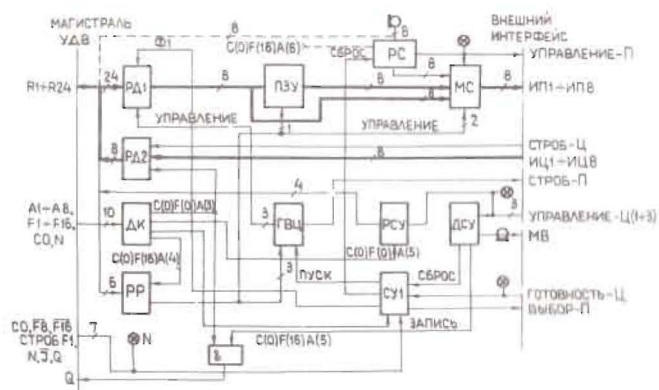 МАГИСТРАЛЬ
УДВ
ВНЕШНИЙ
ИНТЕРФЕЙС
Ф1
8
8
С(0)F(16)A(6)
СБРОС
РС
УПРАВЛЕНИЕ-П
R1÷R24
24
РД1
8
ПЗУ
8
8
8
МС
8
ИП1÷ИП8
УПРАВЛЕНИЕ
1
УПРАВЛЕНИЕ
2
8
РД2
СТРОБ-Ц
8
ИЦ1÷ИЦ8
4
СТРОБ-П
A1÷A8,
F1÷F16,
C0,N
10
ДК
С(0)F(0)A(3)
3
ГВЦ
РСУ
ДСУ
3
УПРАВЛЕНИЕ-Ц(1÷3)
МВ
С(0)F(16)A(4)
С(0)F(0)A(5)
6
РР
3
ПУСК
СБРОС
СУ1
ГОТОВНОСТЬ-Ц
ВЫБОР-П
ЗАПИСЬ
C0,F8,F16
СТРОБ F1,
N,J,Q
7
N
&
С(0)F(16)A(5)
Q